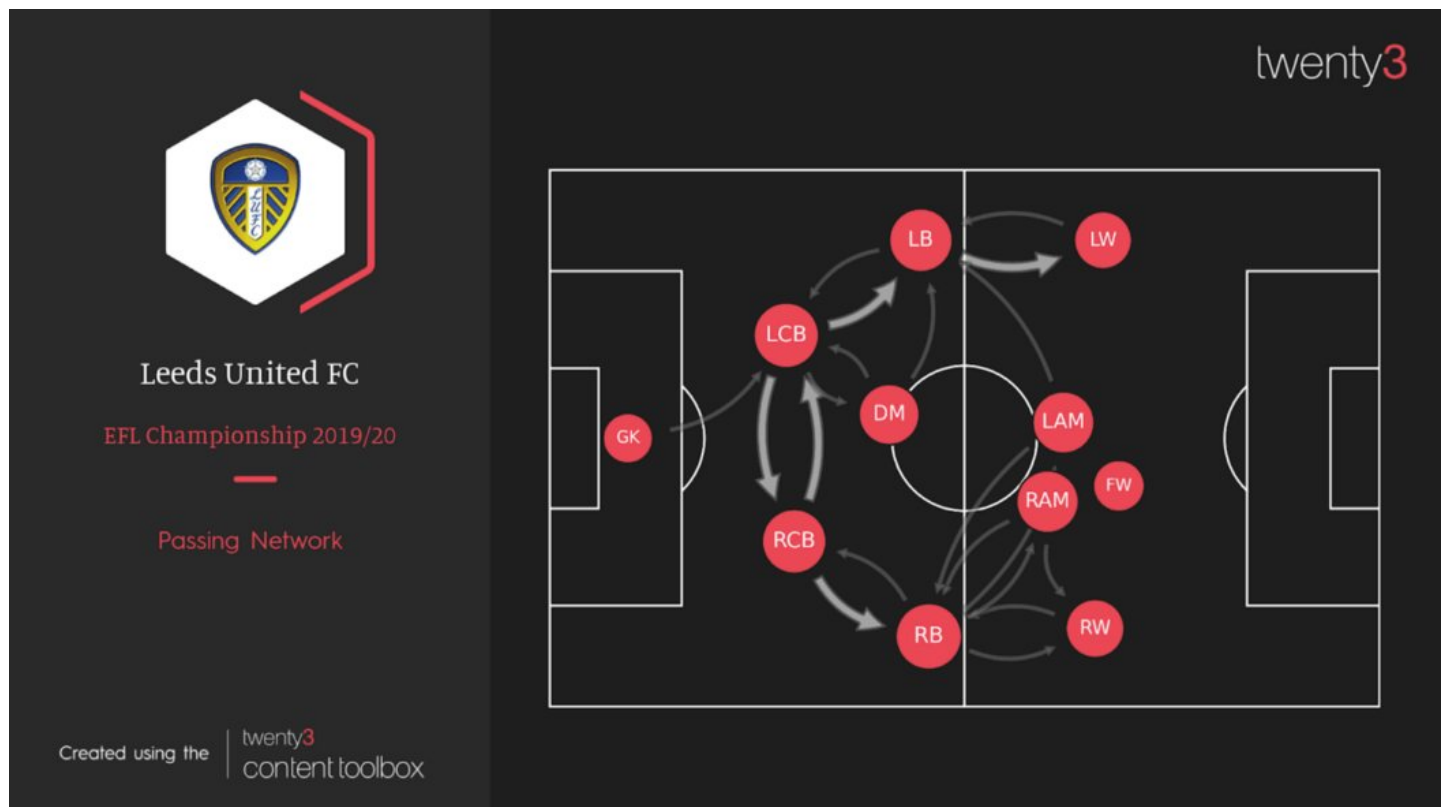 twenty3
LUFC
Leeds United FC
EFL Championship 2019/20
Passing Network
LB
LW
LCB
DM
LAM
GK
FW
RAM
RCB
RB
RW
Created using the
twenty3
content toolbox